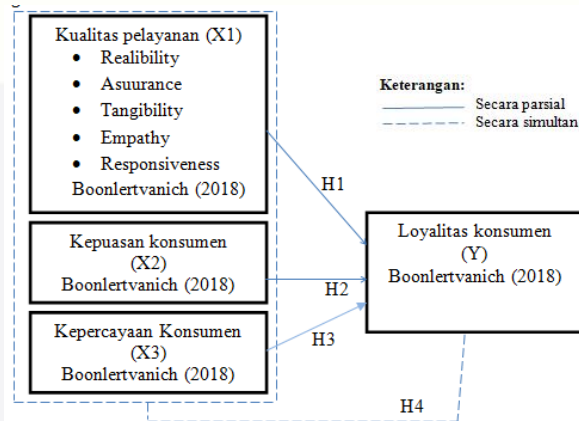 Kualitas pelayanan (X1)
• Realibility
• Asuurance
• Tangibility
• Empathy
• Responsiveness
Boonlertvanich (2018)
Kepuasan konsumen
(X2)
Boonlertvanich (2018)
Kepercayaan Konsumen
(X3)
Boonlertvanich (2018)
Keterangan:
Secara parsial
Secara simultan
H1
H2
H3
Loyalitas konsumen
(Y)
Boonlertvanich (2018)
H4